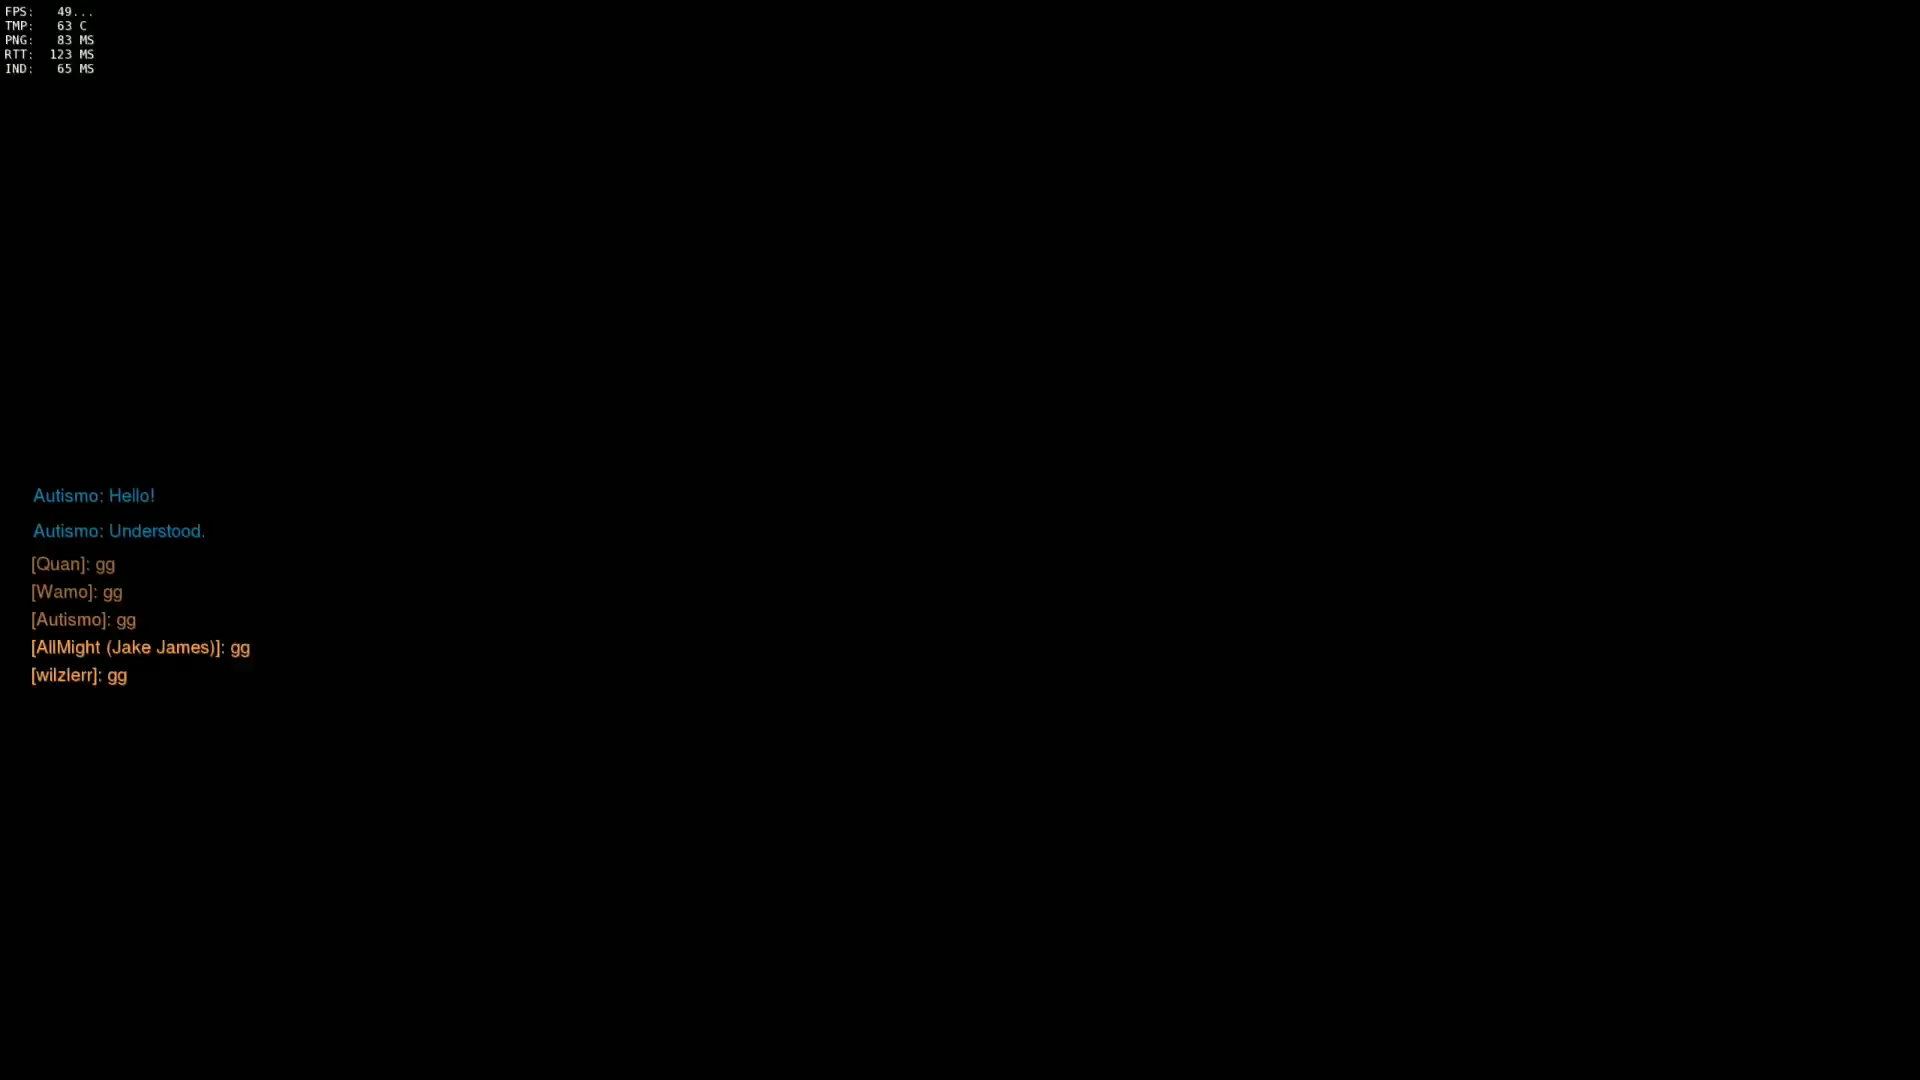 FPS: 49...
TMP: 63 C
PNG: 83 MS
RTT: 123 MS
IND: 65 MS
Autismo: Hello!
Autismo: Understood.
[Quan]: gg
[Wamo]: gg
[Autismo]: gg
[AllMight (Jake James)]: gg
[wilzlerr]: gg